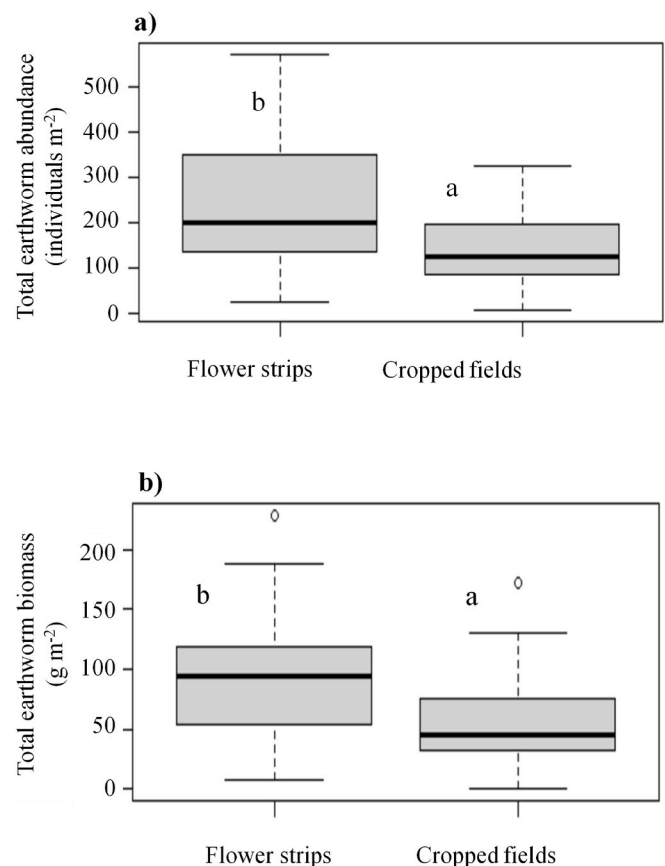 a)
Total earthworm abundance
(individuals m-2)
500
400
300
200
100
0
b
a
Flower strips
Cropped fields
b)
Total earthworm biomass
(g m-2)
200
150
100
50
0
b
a
Flower strips
Cropped fields